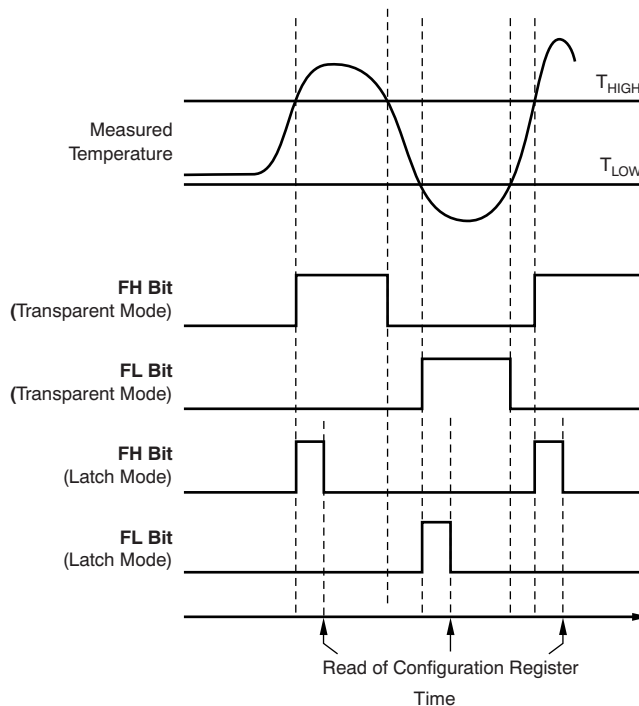 T_HIGH
Measured
Temperature
T_LOW
FH Bit
(Transparent Mode)
FL Bit
(Transparent Mode)
FH Bit
(Latch Mode)
FL Bit
(Latch Mode)
Read of Configuration Register
Time